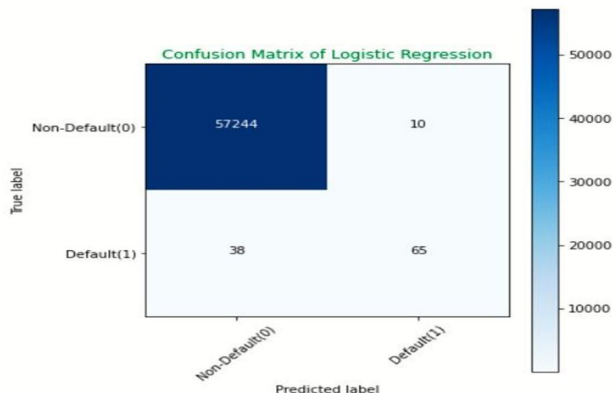 Confusion Matrix of Logistic Regression
Non-Default(0)
57244
10
Default(1)
38
65
True label
Non-Default(0)
Default(1)
Predicted label
50000
40000
30000
20000
10000